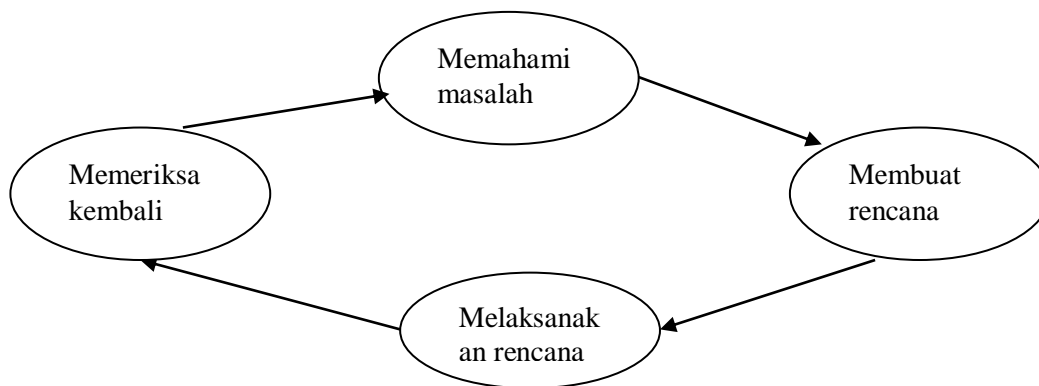 Memahami
masalah
Memeriksa
kembali
Membuat
rencana
Melaksanak
an rencana